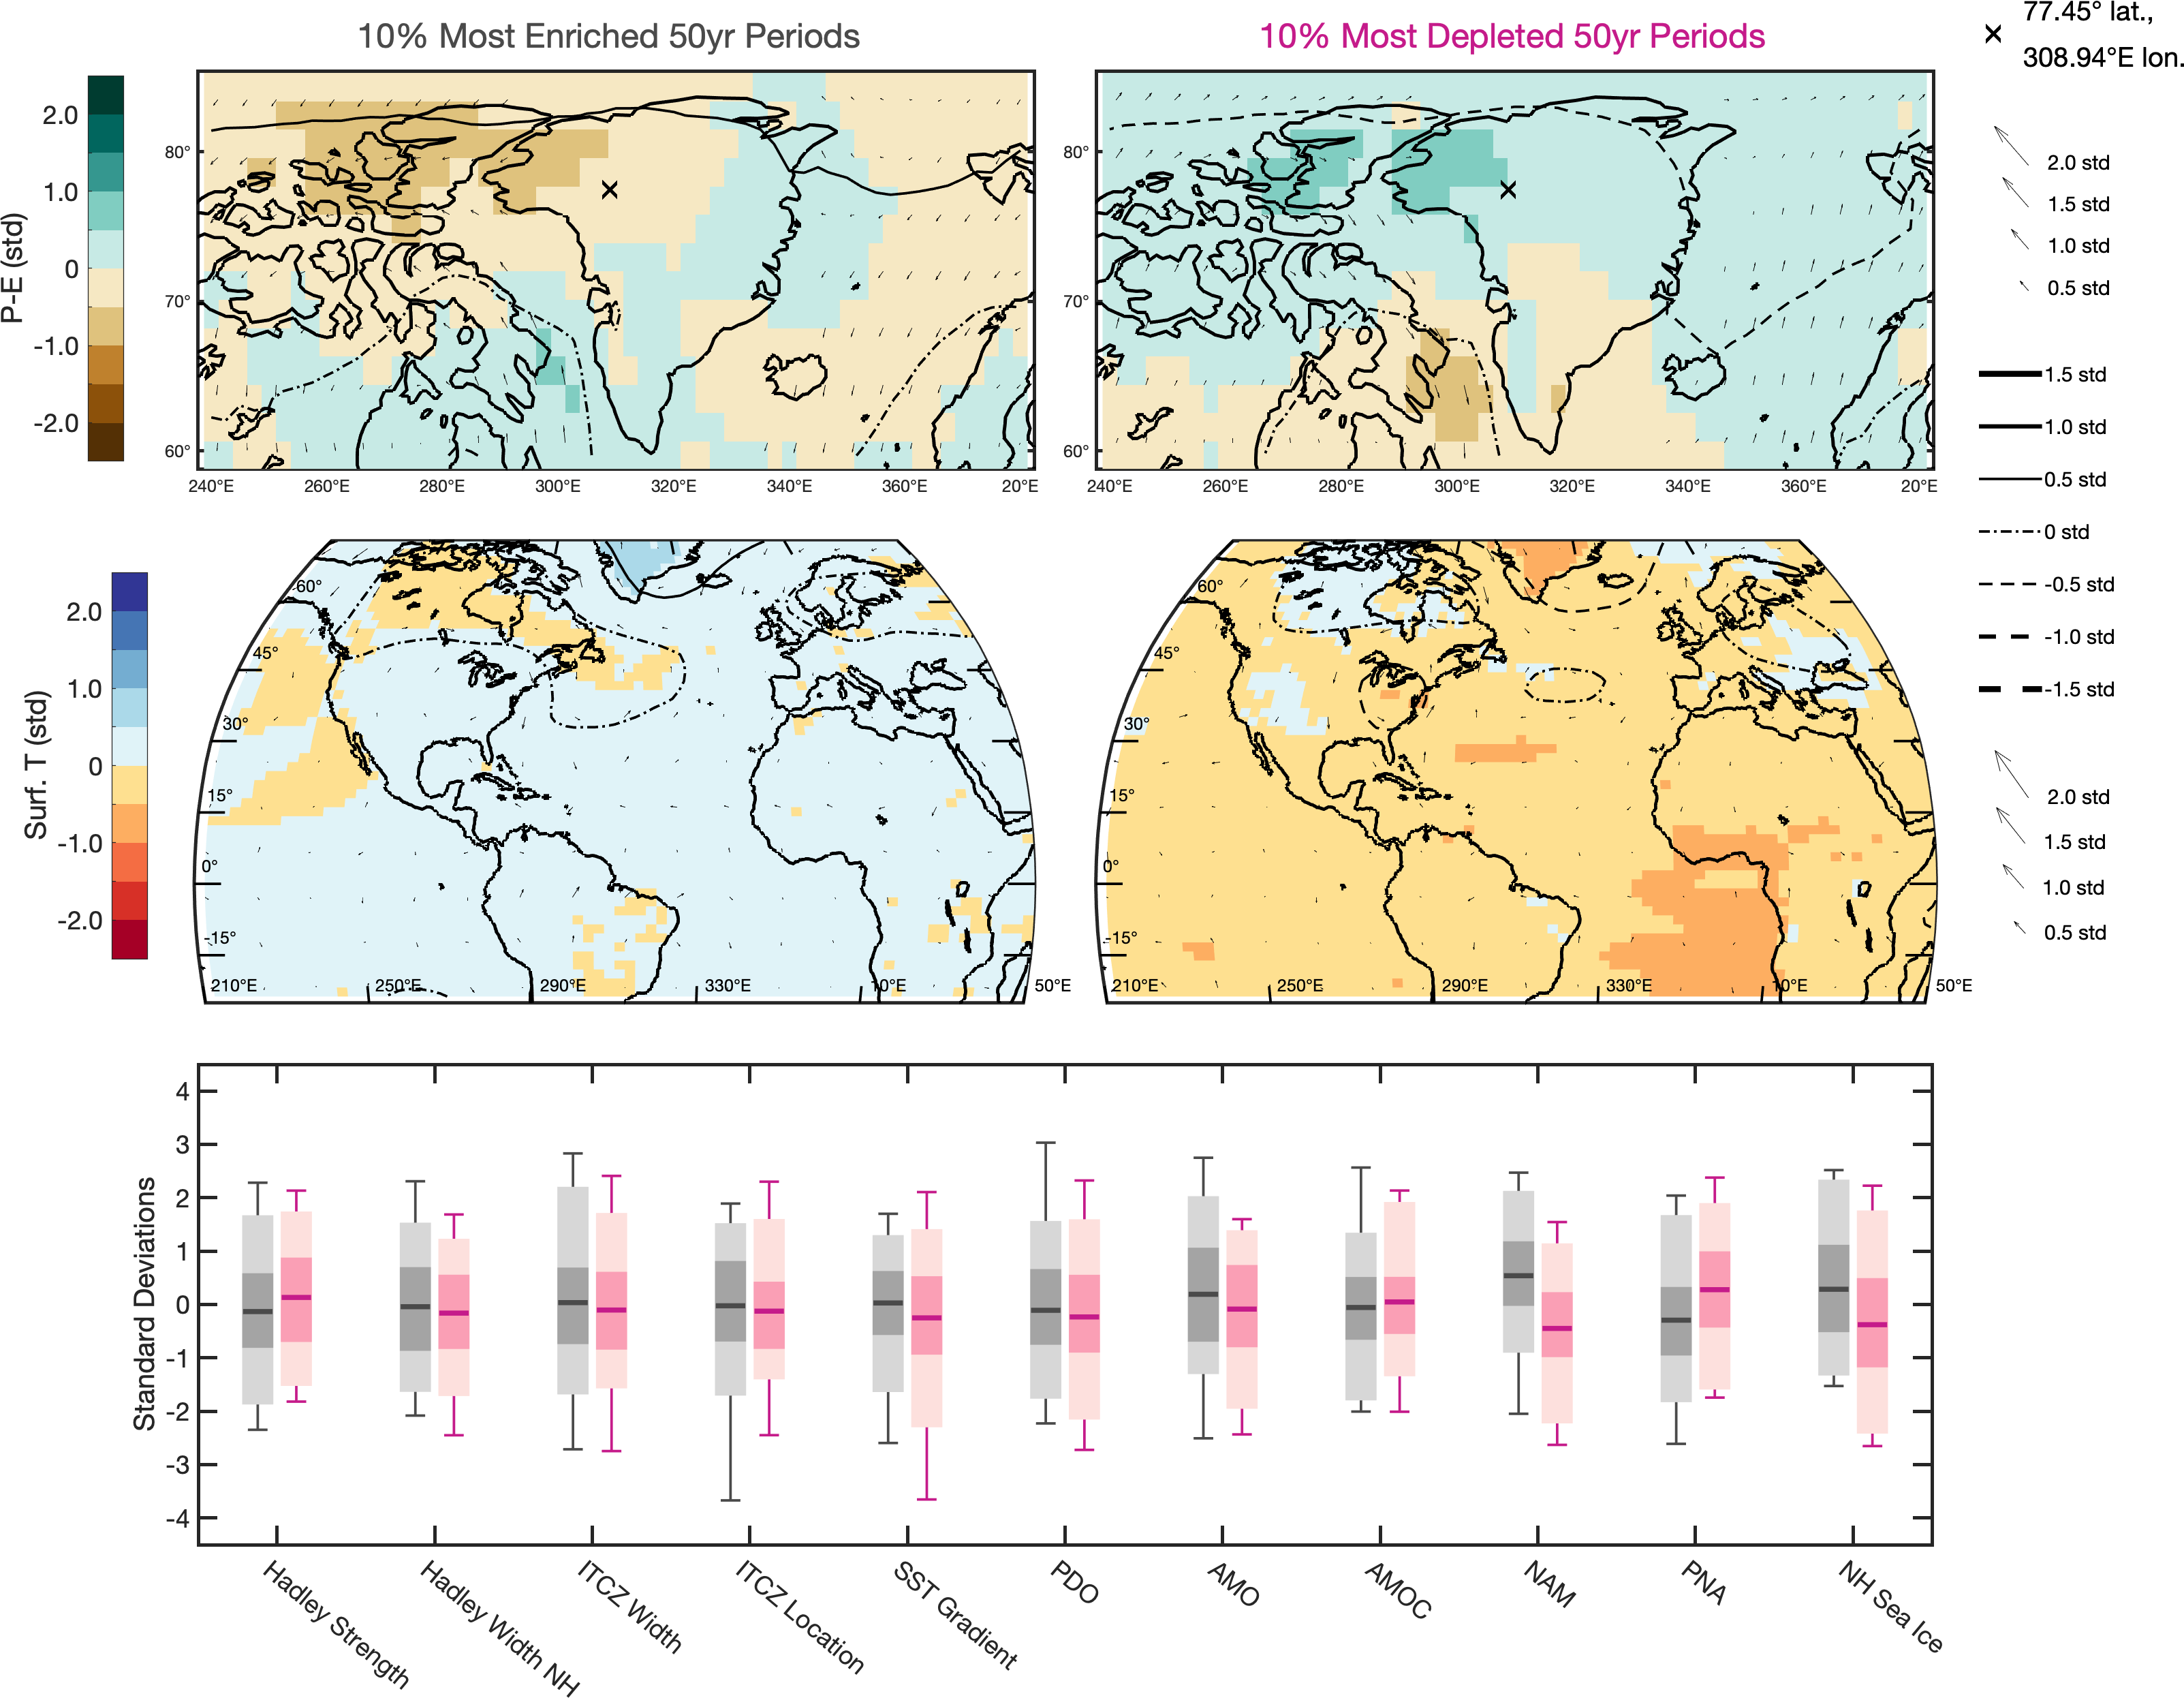 10% Most Enriched 50yr Periods
10% Most Depleted 50yr Periods
77.45° lat.,
308.94°E lon.
P-E (std)
2.0
1.0
0
-1.0
-2.0
80°
70°
60°
240°E 260°E 280°E 300°E 320°E 340°E 360°E 20°E
80°
70°
60°
240°E 260°E 280°E 300°E 320°E 340°E 360°E 20°E
2.0 std
1.5 std
1.0 std
0.5 std
1.5 std
1.0 std
0.5 std
0 std
-0.5 std
-1.0 std
-1.5 std
Surf. T (std)
2.0
1.0
0
-1.0
-2.0
60°
45°
30°
15°
0°
-15°
210°E 250°E 290°E 330°E 10°E 50°E
60°
45°
30°
15°
0°
-15°
210°E 250°E 290°E 330°E 10°E 50°E
2.0 std
1.5 std
1.0 std
0.5 std
Standard Deviations
4
3
2
1
0
-1
-2
-3
-4
Hadley Strength
Hadley Width NH
ITCZ Width
ITCZ Location
SST Gradient
PDO
AMO
AMOC
NAM
PNA
NH Sea Ice